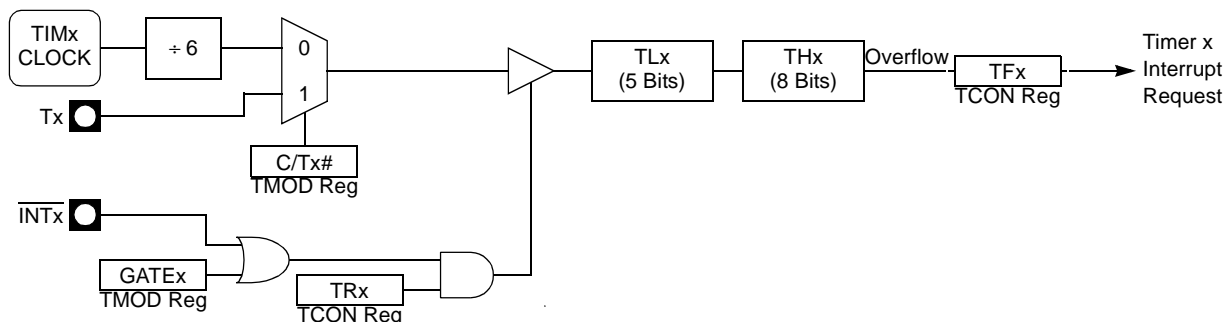 TIMx
CLOCK
÷ 6
0
1
Tx
C/Tx#
TMOD Reg
TLx
(5 Bits)
THx
(8 Bits)
Overflow
TFx
TCON Reg
Timer x
Interrupt
Request
INTx
GATEx
TMOD Reg
TRx
TCON Reg